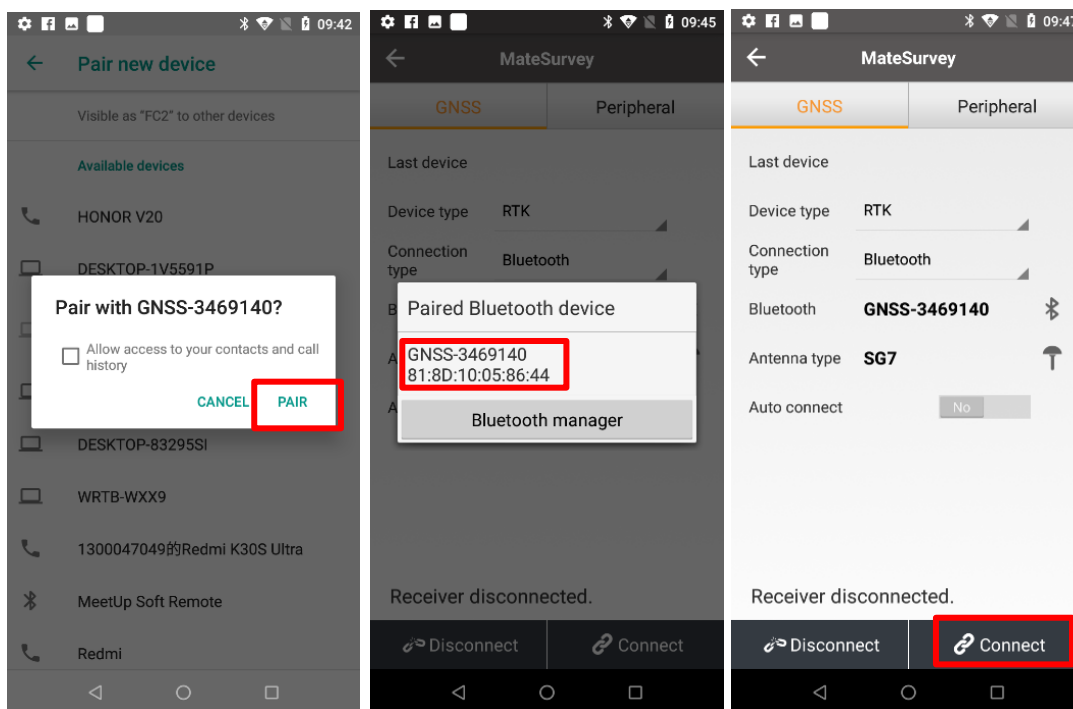 09:42
Pair new device
Visible as "FC2" to other devices
Available devices
HONOR V20
DESKTOP-1V5591P
Pair with GNSS-3469140?
Allow access to your contacts and call
history
CANCEL PAIR
DESKTOP-83295SI
WRTB-WXX9
1300047049的Redmi K30S Ultra
MeetUp Soft Remote
Redmi
09:45
MateSurvey
GNSS Peripheral
Last device
Device type RTK
Connection
type Bluetooth
B
Paired Bluetooth device
A
GNSS-3469140
81:8D:10:05:86:44
A
Bluetooth manager
Receiver disconnected.
Disconnect Connect
09:47
MateSurvey
GNSS Peripheral
Last device
Device type RTK
Connection
type Bluetooth
Bluetooth GNSS-3469140
Antenna type SG7
Auto connect No
Receiver disconnected.
Disconnect Connect